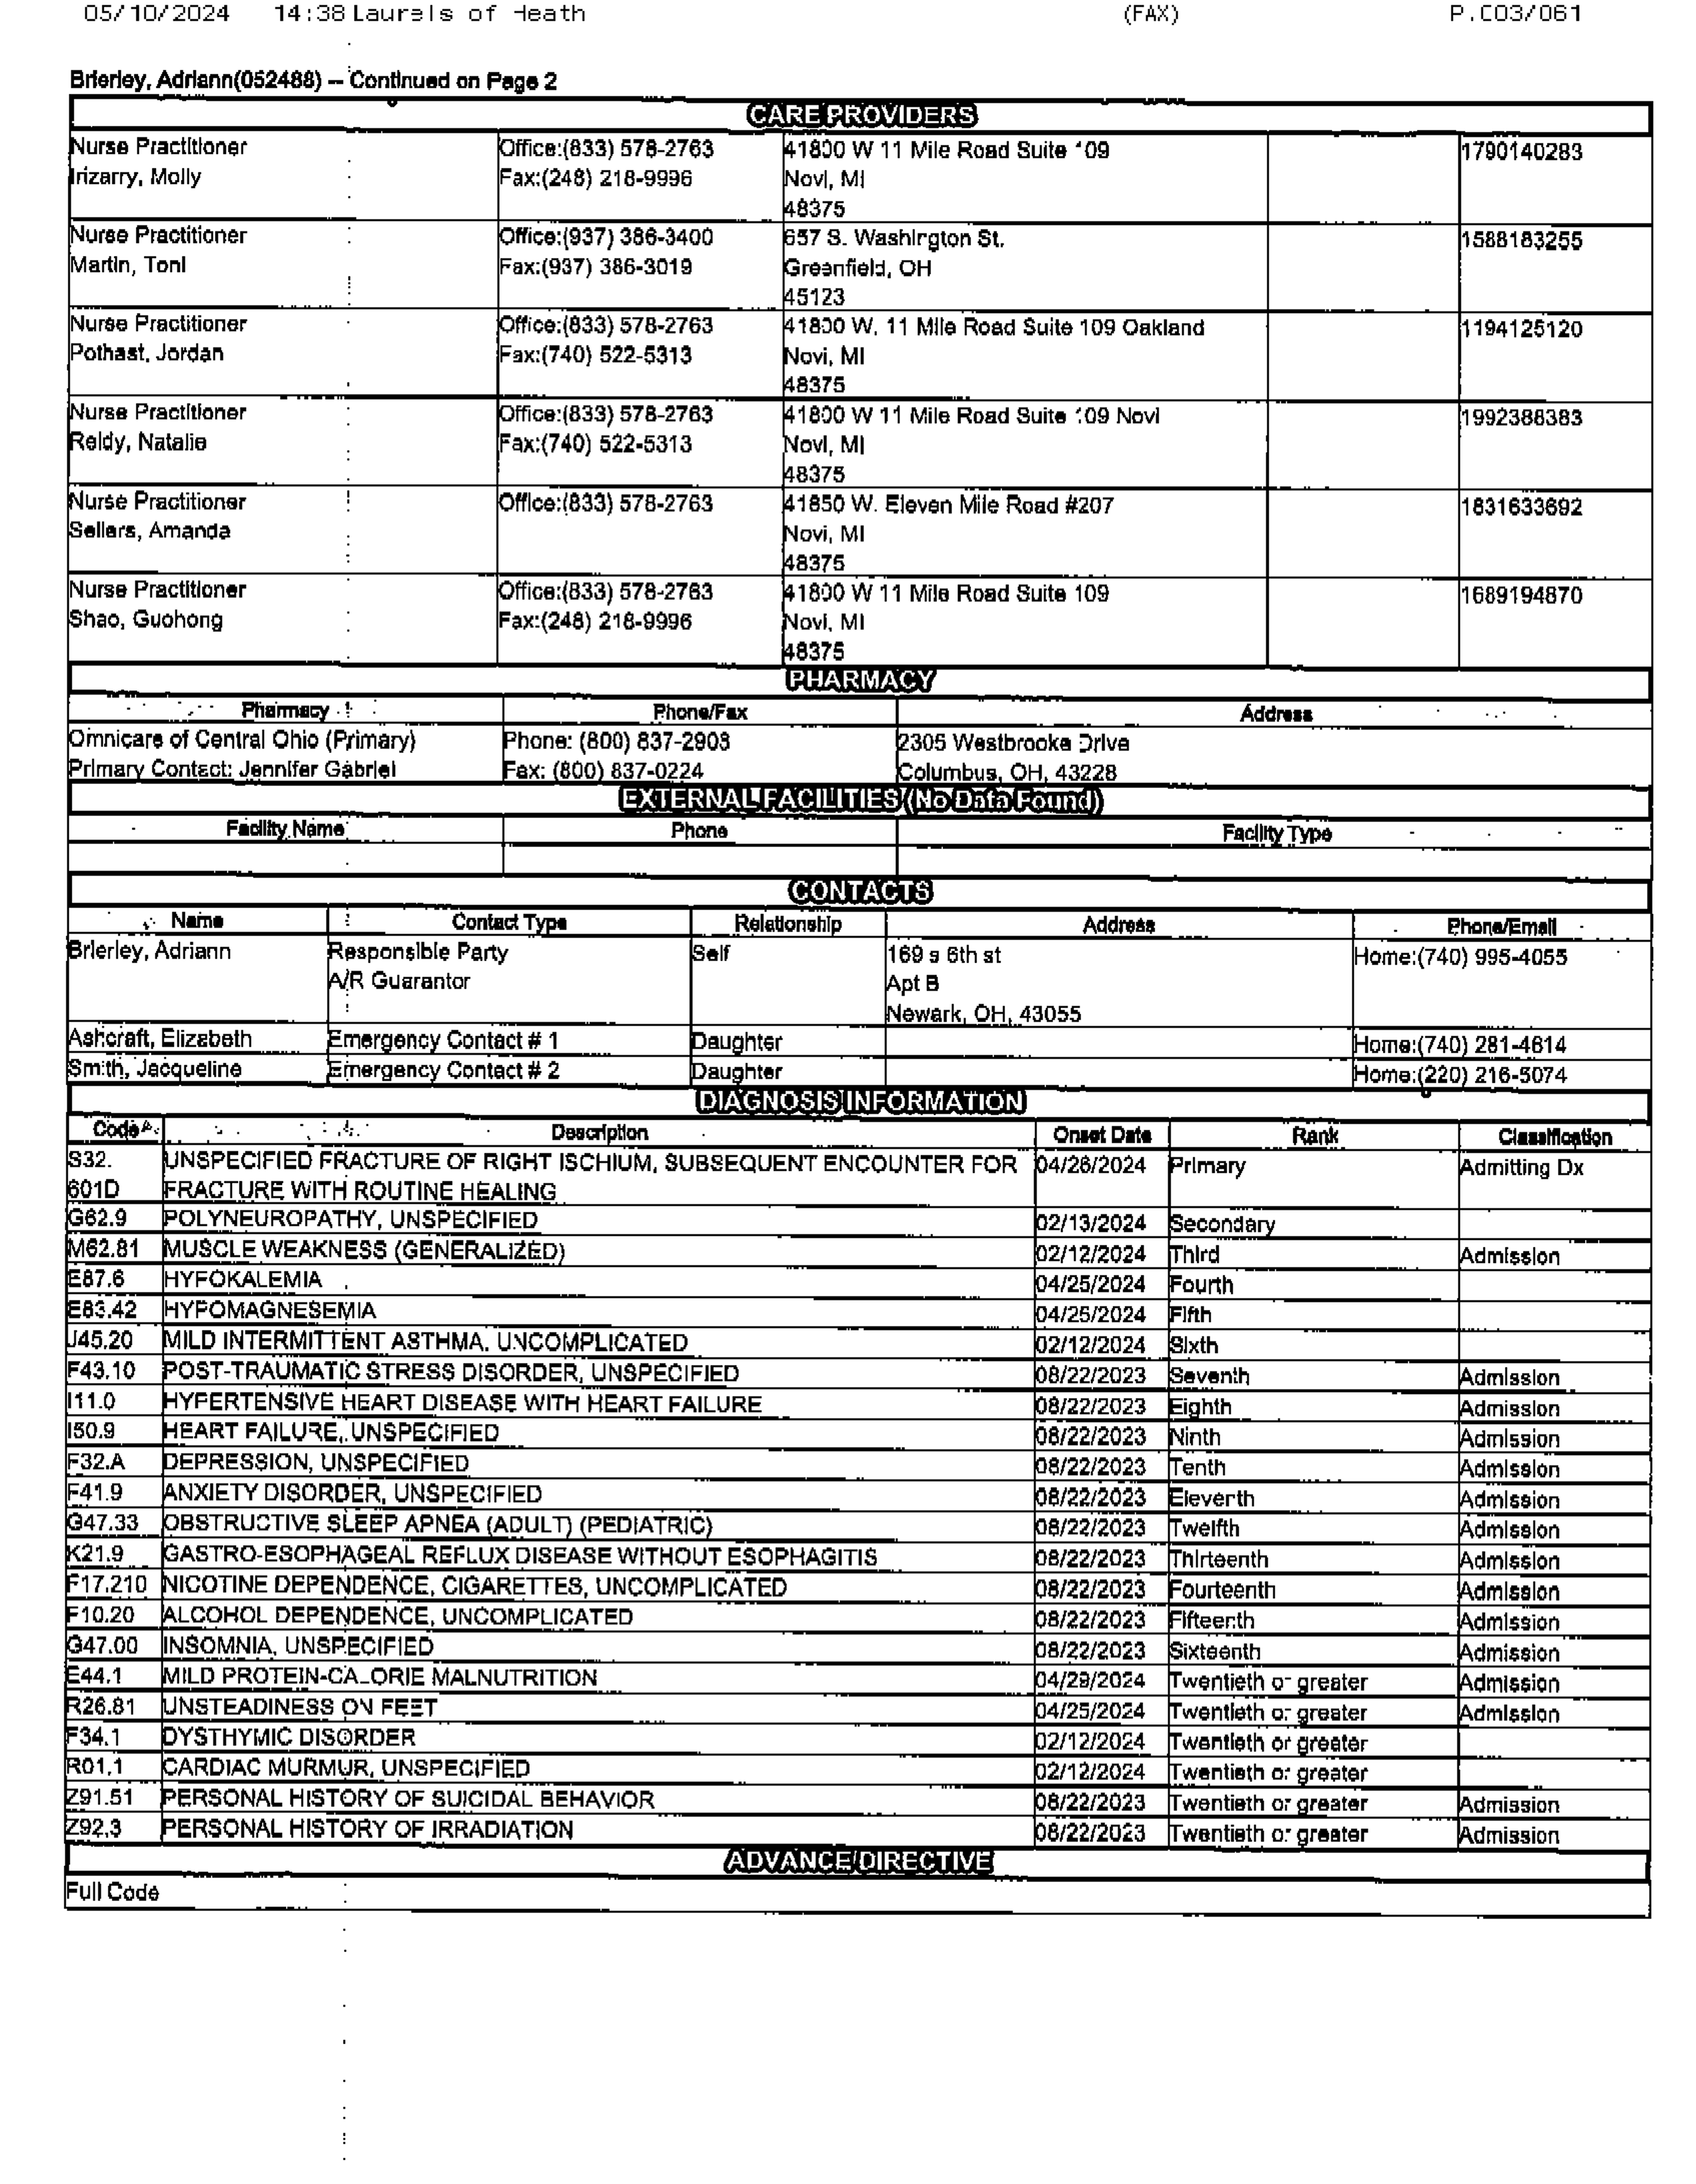 05/10/2024 14:38 Laurels of Heath (FAX) P.003/061
Brierley, Adriann(052488) -- Continued on Page 2
CARE PROVIDERS
Nurse Practitioner Office:(833) 578-2763 41800 W 11 Mile Road Suite 109 1790140283
Irizarry, Molly Fax:(248) 218-9996 Novi, MI
48375
Nurse Practitioner Office:(937) 386-3400 657 S. Washington St. 1588183255
Martin, Toni Fax:(937) 386-3019 Greenfield, OH
45123
Nurse Practitioner Office:(833) 578-2763 41800 W. 11 Mile Road Suite 109 Oakland 1194125120
Pothast, Jordan Fax:(740) 522-5313 Novi, MI
48375
Nurse Practitioner Office:(833) 578-2763 41800 W 11 Mile Road Suite 109 Novi 1992388383
Reidy, Natalie Fax:(740) 522-5313 Novi, MI
48375
Nurse Practitioner Office:(833) 578-2763 41850 W. Eleven Mile Road #207 1831633692
Sellers, Amanda Novi, MI
48375
Nurse Practitioner Office:(833) 578-2763 41800 W 11 Mile Road Suite 109 1689194870
Shao, Guohong Fax:(248) 218-9996 Novi, MI
48375
PHARMACY
Pharmacy Phone/Fax Address
Omnicare of Central Ohio (Primary) Phone: (800) 837-2903 2305 Westbrooke Drive
Primary Contact: Jennifer Gabriel Fax: (800) 837-0224 Columbus, OH, 43228
EXTERNAL FACILITIES (No Data Found)
Facility Name Phone Facility Type
CONTACTS
Name Contact Type Relationship Address Phone/Email
Brierley, Adriann Responsible Party Self 169 s 6th st Home:(740) 995-4055
A/R Guarantor Apt B
Newark, OH, 43055
Ashcraft, Elizabeth Emergency Contact # 1 Daughter Home:(740) 281-4614
Smith, Jacqueline Emergency Contact # 2 Daughter Home:(220) 216-5074
DIAGNOSIS INFORMATION
Code Description Onset Date Rank Classification
S32. UNSPECIFIED FRACTURE OF RIGHT ISCHIUM, SUBSEQUENT ENCOUNTER FOR 04/26/2024 Primary Admitting Dx
601D FRACTURE WITH ROUTINE HEALING
G62.9 POLYNEUROPATHY, UNSPECIFIED 02/13/2024 Secondary
M62.81 MUSCLE WEAKNESS (GENERALIZED) 02/12/2024 Third Admission
E87.6 HYPOKALEMIA 04/25/2024 Fourth
E83.42 HYPOMAGNESEMIA 04/25/2024 Fifth
J45.20 MILD INTERMITTENT ASTHMA, UNCOMPLICATED 02/12/2024 Sixth
F43.10 POST-TRAUMATIC STRESS DISORDER, UNSPECIFIED 08/22/2023 Seventh Admission
I11.0 HYPERTENSIVE HEART DISEASE WITH HEART FAILURE 08/22/2023 Eighth Admission
I50.9 HEART FAILURE, UNSPECIFIED 08/22/2023 Ninth Admission
F32.A DEPRESSION, UNSPECIFIED 08/22/2023 Tenth Admission
F41.9 ANXIETY DISORDER, UNSPECIFIED 08/22/2023 Eleventh Admission
G47.33 OBSTRUCTIVE SLEEP APNEA (ADULT) (PEDIATRIC) 08/22/2023 Twelfth Admission
K21.9 GASTRO-ESOPHAGEAL REFLUX DISEASE WITHOUT ESOPHAGITIS 08/22/2023 Thirteenth Admission
F17.210 NICOTINE DEPENDENCE, CIGARETTES, UNCOMPLICATED 08/22/2023 Fourteenth Admission
F10.20 ALCOHOL DEPENDENCE, UNCOMPLICATED 08/22/2023 Fifteenth Admission
G47.00 INSOMNIA, UNSPECIFIED 08/22/2023 Sixteenth Admission
E44.1 MILD PROTEIN-CALORIE MALNUTRITION 04/29/2024 Twentieth or greater Admission
R26.81 UNSTEADINESS ON FEET 04/25/2024 Twentieth or greater Admission
F34.1 DYSTHYMIC DISORDER 02/12/2024 Twentieth or greater
R01.1 CARDIAC MURMUR, UNSPECIFIED 02/12/2024 Twentieth or greater
Z91.51 PERSONAL HISTORY OF SUICIDAL BEHAVIOR 08/22/2023 Twentieth or greater Admission
Z92.3 PERSONAL HISTORY OF IRRADIATION 08/22/2023 Twentieth or greater Admission
ADVANCE DIRECTIVE
Full Code